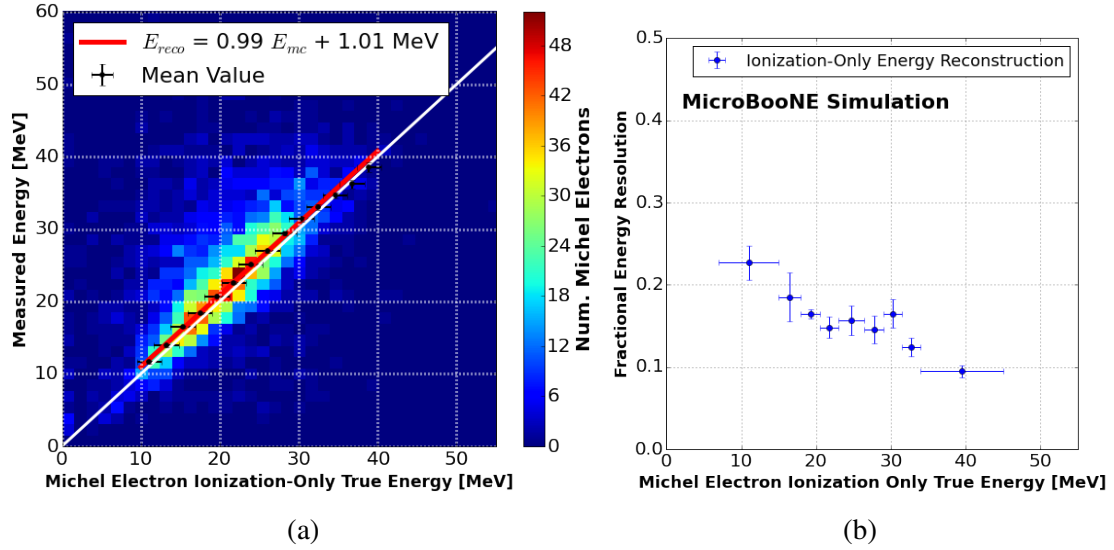 E_reco = 0.99 E_mc + 1.01 MeV
Mean Value
60
50
40
30
20
10
0
Measured Energy [MeV]
0 10 20 30 40 50
Michel Electron Ionization-Only True Energy [MeV]
48
42
36
30
24
18
12
6
0
Num. Michel Electrons
(a)
Ionization-Only Energy Reconstruction
MicroBooNE Simulation
0.5
0.4
0.3
0.2
0.1
0.0
Fractional Energy Resolution
0 10 20 30 40 50
Michel Electron Ionization Only True Energy [MeV]
(b)